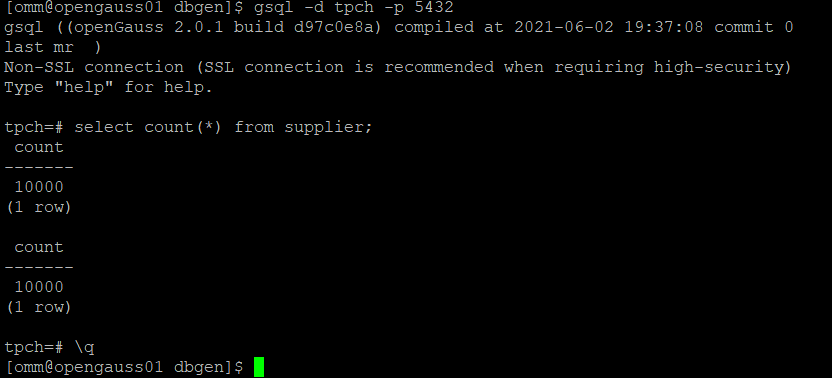 [omm@opengauss01 dbgen]$ gsql -d tpch -p 5432
gsql ((openGauss 2.0.1 build d97c0e8a) compiled at 2021-06-02 19:37:08 commit 0
last mr  )
Non-SSL connection (SSL connection is recommended when requiring high-security)
Type "help" for help.

tpch=# select count(*) from supplier;
 count
-------
 10000
(1 row)

 count
-------
 10000
(1 row)

tpch=# \q
[omm@opengauss01 dbgen]$